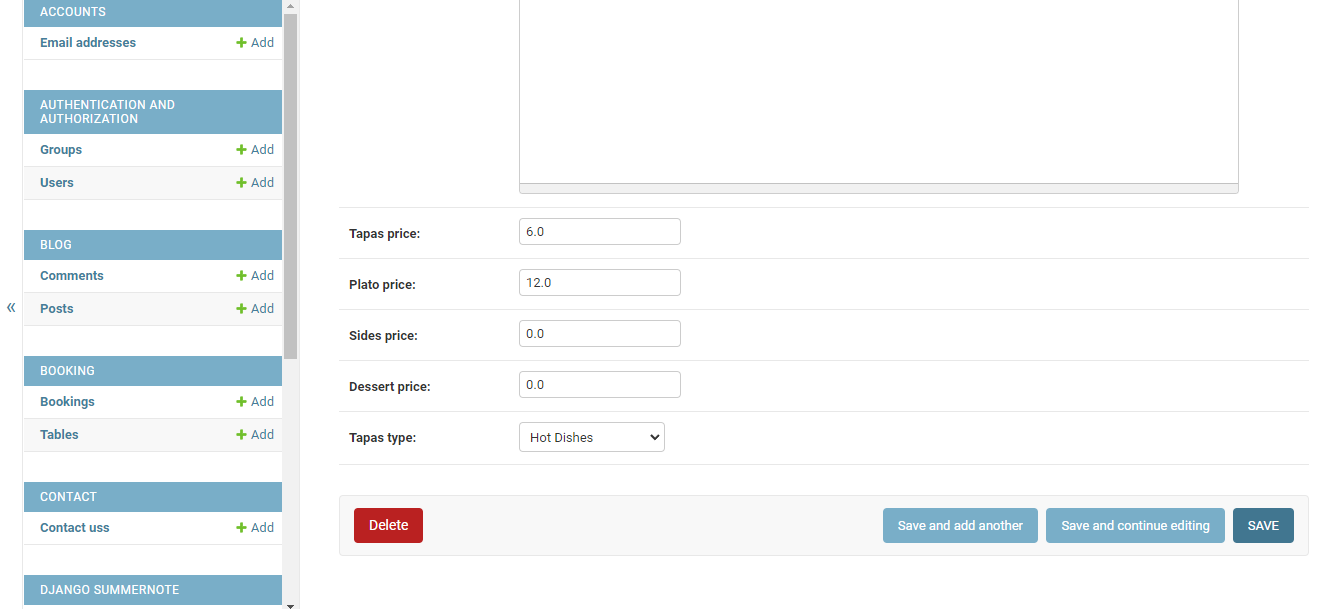 ACCOUNTS
Email addresses + Add
AUTHENTICATION AND
AUTHORIZATION
Groups + Add
Users + Add
BLOG
Comments + Add
Posts + Add
BOOKING
Bookings + Add
Tables + Add
CONTACT
Contact uss + Add
DJANGO SUMMERNOTE
«
Tapas price: 6.0
Plato price: 12.0
Sides price: 0.0
Dessert price: 0.0
Tapas type: Hot Dishes
Delete Save and add another Save and continue editing SAVE